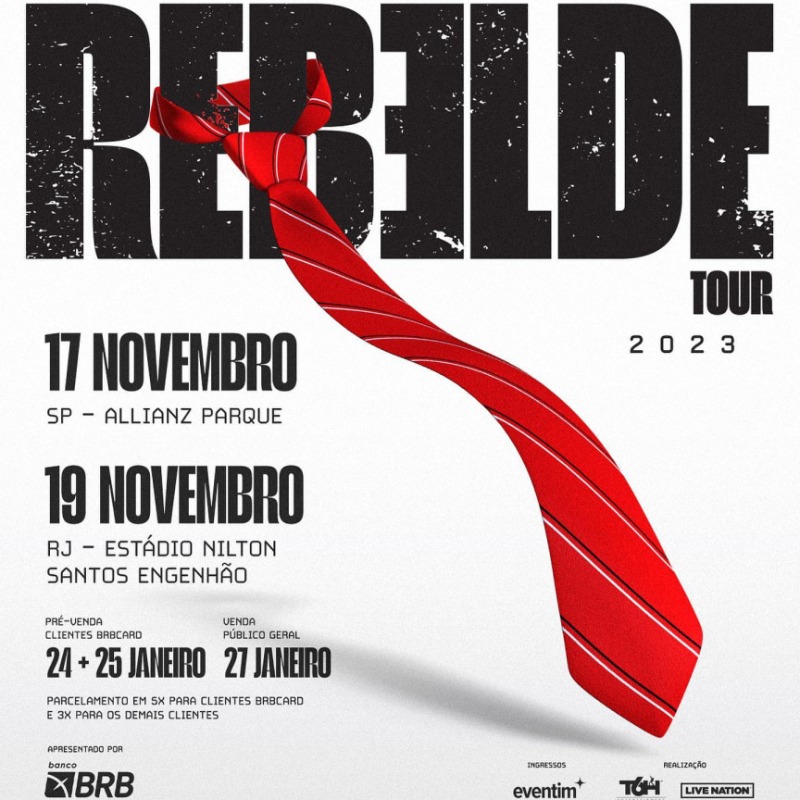 REBELDE
TOUR
2023
17 NOVEMBRO
SP - ALLIANZ PARQUE
19 NOVEMBRO
RJ - ESTÁDIO NILTON
SANTOS ENGENHÃO
PRÉ-VENDA
CLIENTES BRBCARD
24 + 25 JANEIRO
VENDA
PÚBLICO GERAL
27 JANEIRO
PARCELAMENTO EM 5X PARA CLIENTES BRBCARD
E 3X PARA OS DEMAIS CLIENTES
APRESENTADO POR
banco
BRB
INGRESSOS
eventim
REALIZAÇÃO
T6H
LIVE NATION